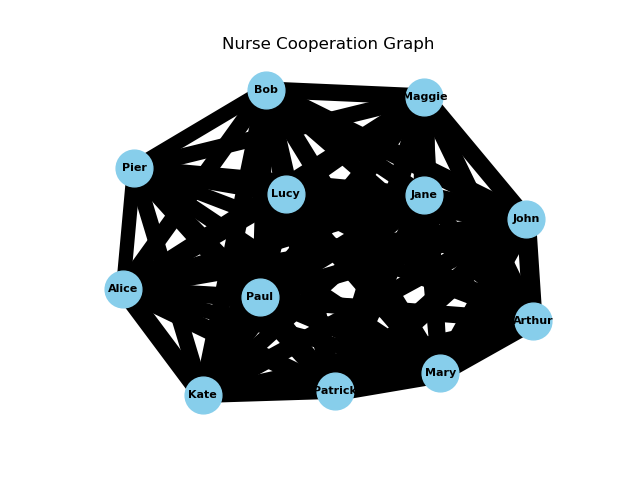 Nurse Cooperation Graph
Bob
Maggie
Pier
Lucy
Jane
John
Alice
Paul
Arthur
Mary
Kate
Patrick